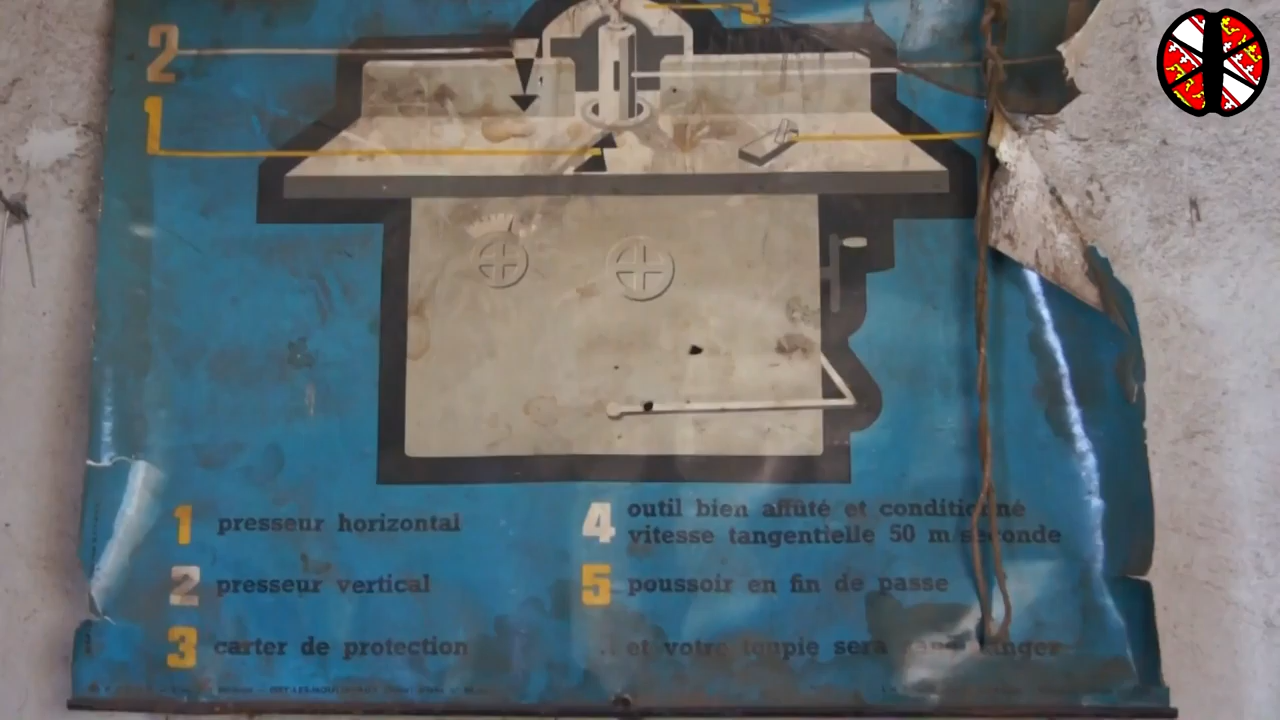 2
3
1
1 presseur horizontal
2 presseur vertical
3 carter de protection
4 outil bien affuté et conditionné
vitesse tangentielle 50 m/seconde
5 poussoir en fin de passe
et votre toupie sera